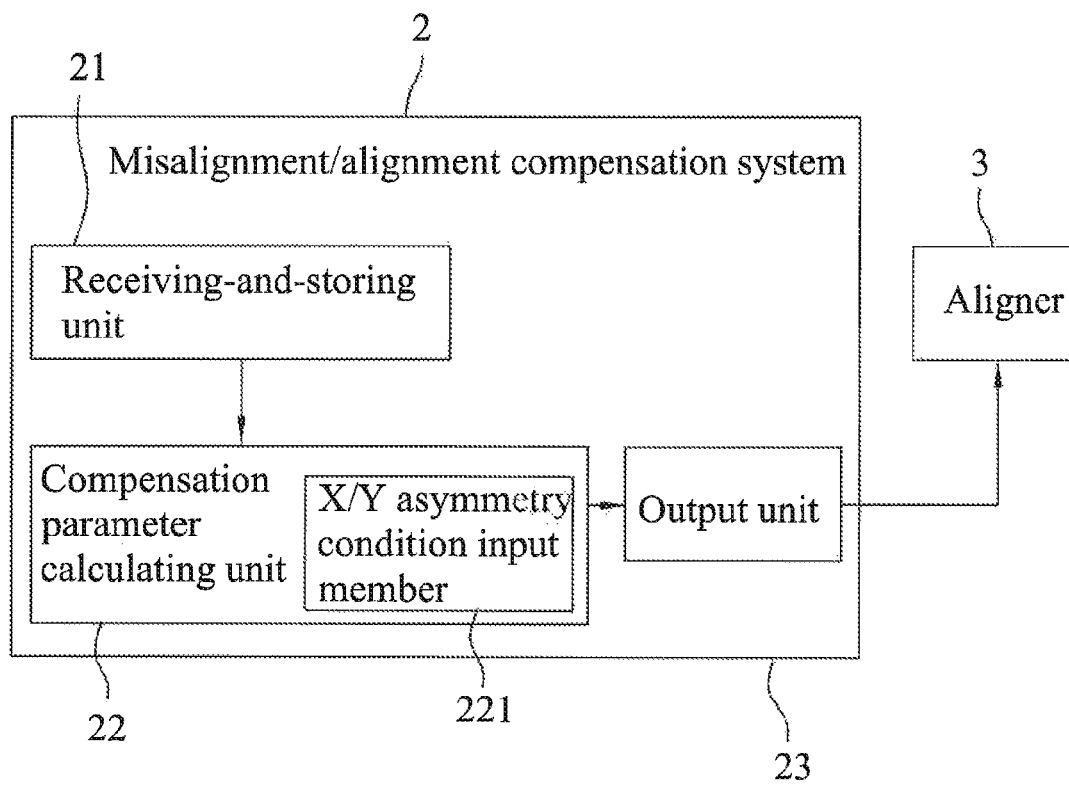 2
21
Misalignment/alignment compensation system
3
Receiving-and-storing
unit
Aligner
Compensation
parameter
calculating unit
X/Y asymmetry
condition input
member
Output unit
22
221
23